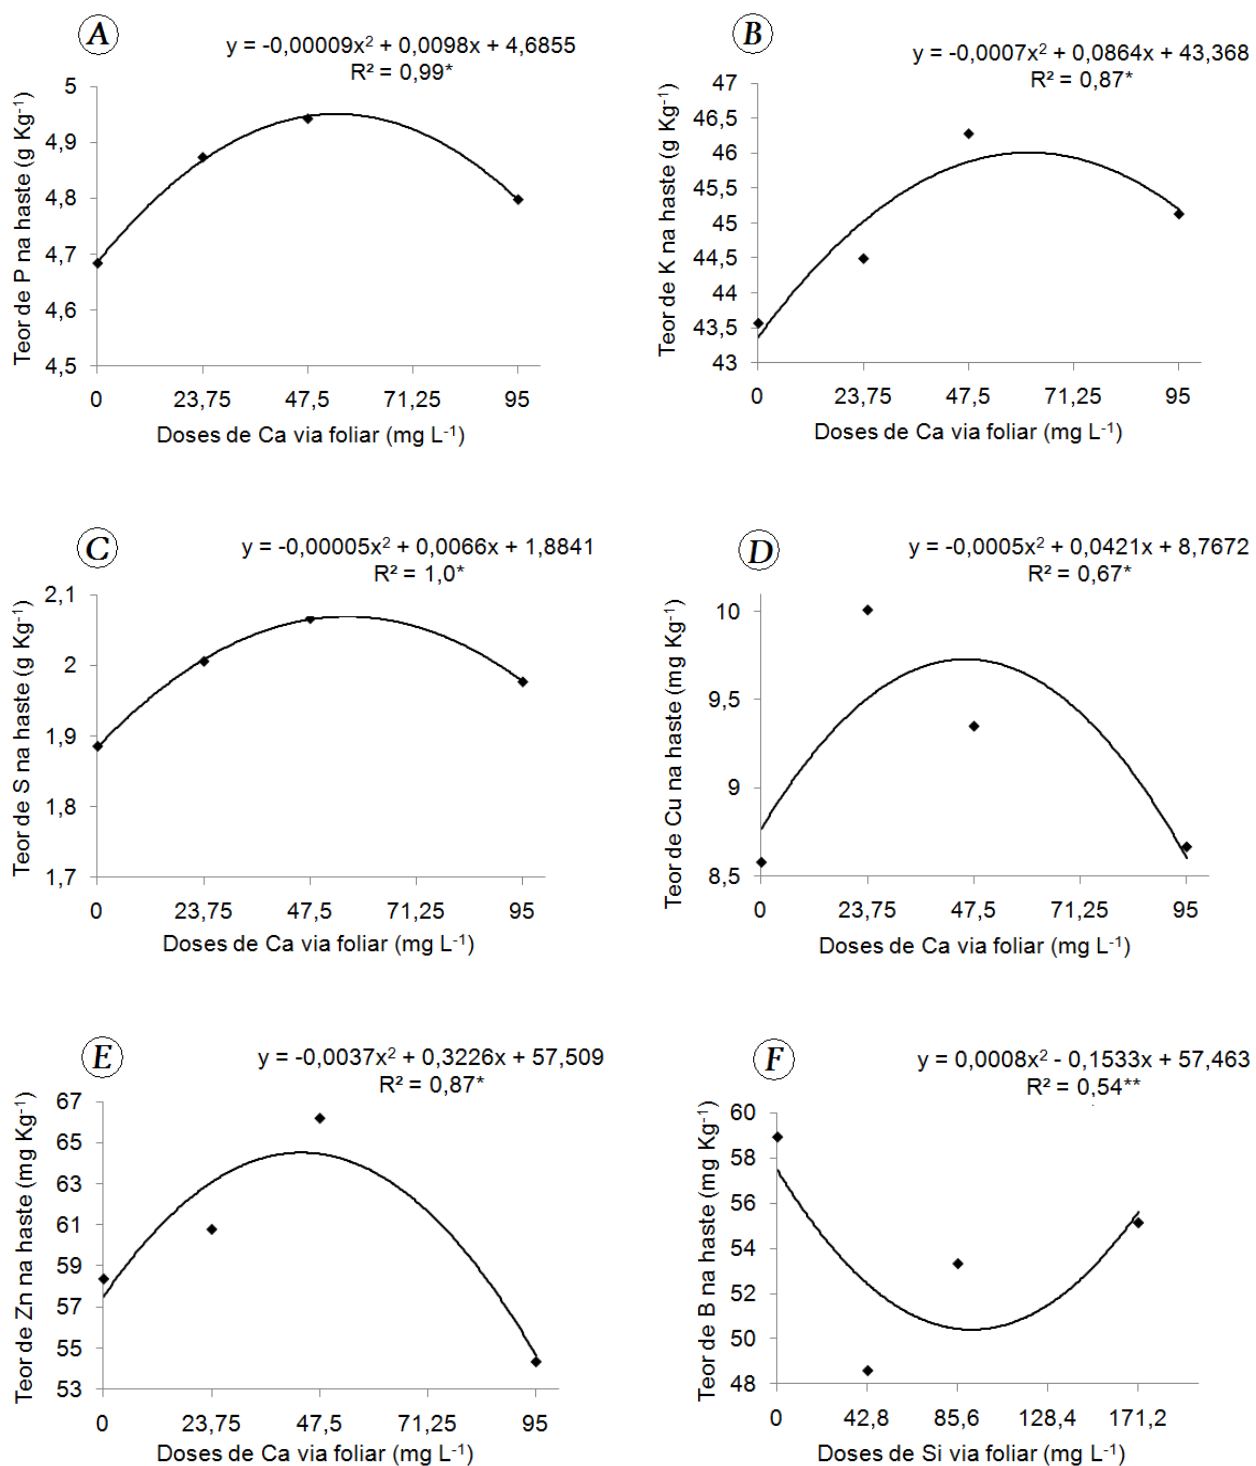 A
y = -0,00009x² + 0,0098x + 4,6855
R² = 0,99*
Teor de P na haste (g Kg⁻¹)
5
4,9
4,8
4,7
4,6
4,5
0 23,75 47,5 71,25 95
Doses de Ca via foliar (mg L⁻¹)
B
y = -0,0007x² + 0,0864x + 43,368
R² = 0,87*
Teor de K na haste (g Kg⁻¹)
47
46,5
46
45,5
45
44,5
44
43,5
43
0 23,75 47,5 71,25 95
Doses de Ca via foliar (mg L⁻¹)
C
y = -0,00005x² + 0,0066x + 1,8841
R² = 1,0*
Teor de S na haste (g Kg⁻¹)
2,1
2
1,9
1,8
1,7
0 23,75 47,5 71,25 95
Doses de Ca via foliar (mg L⁻¹)
D
y = -0,0005x² + 0,0421x + 8,7672
R² = 0,67*
Teor de Cu na haste (mg Kg⁻¹)
10
9,5
9
8,5
0 23,75 47,5 71,25 95
Doses de Ca via foliar (mg L⁻¹)
E
y = -0,0037x² + 0,3226x + 57,509
R² = 0,87*
Teor de Zn na haste (mg Kg⁻¹)
67
65
63
61
59
57
55
53
0 23,75 47,5 71,25 95
Doses de Ca via foliar (mg L⁻¹)
F
y = 0,0008x² - 0,1533x + 57,463
R² = 0,54**
Teor de B na haste (mg Kg⁻¹)
60
58
56
54
52
50
48
0 42,8 85,6 128,4 171,2
Doses de Si via foliar (mg L⁻¹)